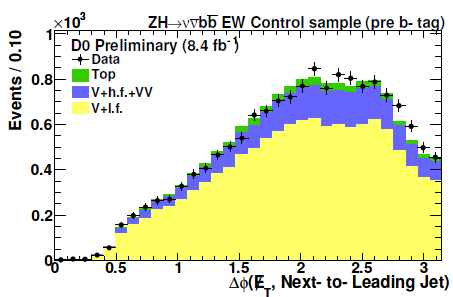 ×10³
ZH→νν̅bb̅ EW Control sample (pre b- tag)
1
D0 Preliminary (8.4 fb⁻¹)
Data
Top
V+h.f.+VV
V+l.f.
Events / 0.10
0.8
0.6
0.4
0.2
0
0 0.5 1 1.5 2 2.5 3
Δϕ(E̸T, Next- to- Leading Jet)